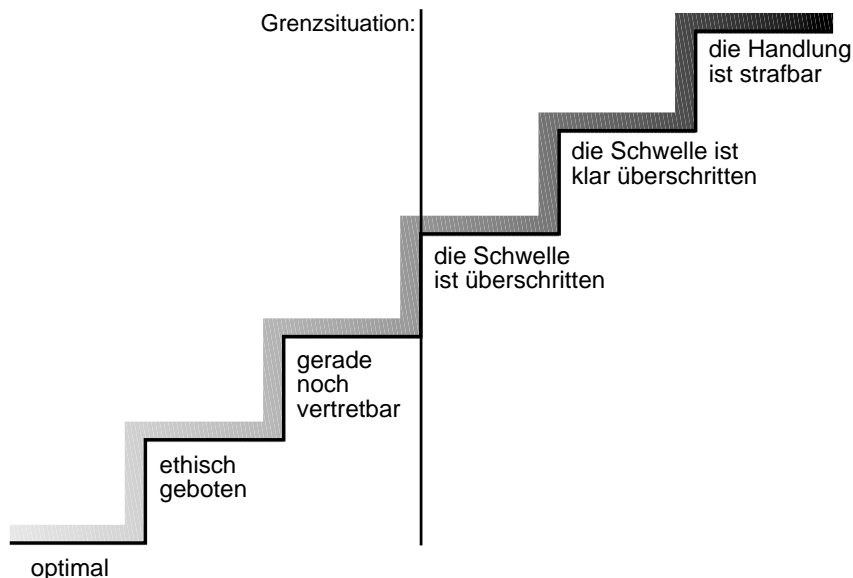 Grenzsituation:
die Handlung
ist strafbar
die Schwelle ist
klar überschritten
die Schwelle
ist überschritten
gerade
noch
vertretbar
ethisch
geboten
optimal